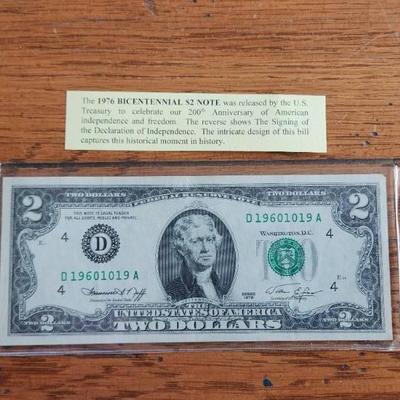 The 1976 BICENTENNIAL $2 NOTE was released by the U.S.
Treasury to celebrate our 200th Anniversary of American
independence and freedom. The reverse shows The Signing of
the Declaration of Independence. The intricate design of this bill
captures this historical moment in history.
2 TWO DOLLARS FEDERAL RESERVE NOTE TWO DOLLARS 2
THIS NOTE IS LEGAL TENDER
FOR ALL DEBTS, PUBLIC AND PRIVATE
D 19601019 A
4 WASHINGTON, D.C. 4
D
D 19601019 A
4 4
SERIES
1976
THE
UNITED STATES OF AMERICA
2 TWO DOLLARS 2